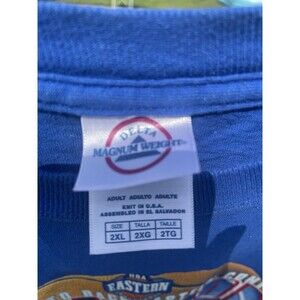 DELTA
MAGNUM WEIGHT
ADULT ADULTO ADULTE
KNIT IN U.S.A.
ASSEMBLED IN EL SALVADOR
SIZE TALLA TAILLE
2XL 2XG 2TG
USA
EASTERN